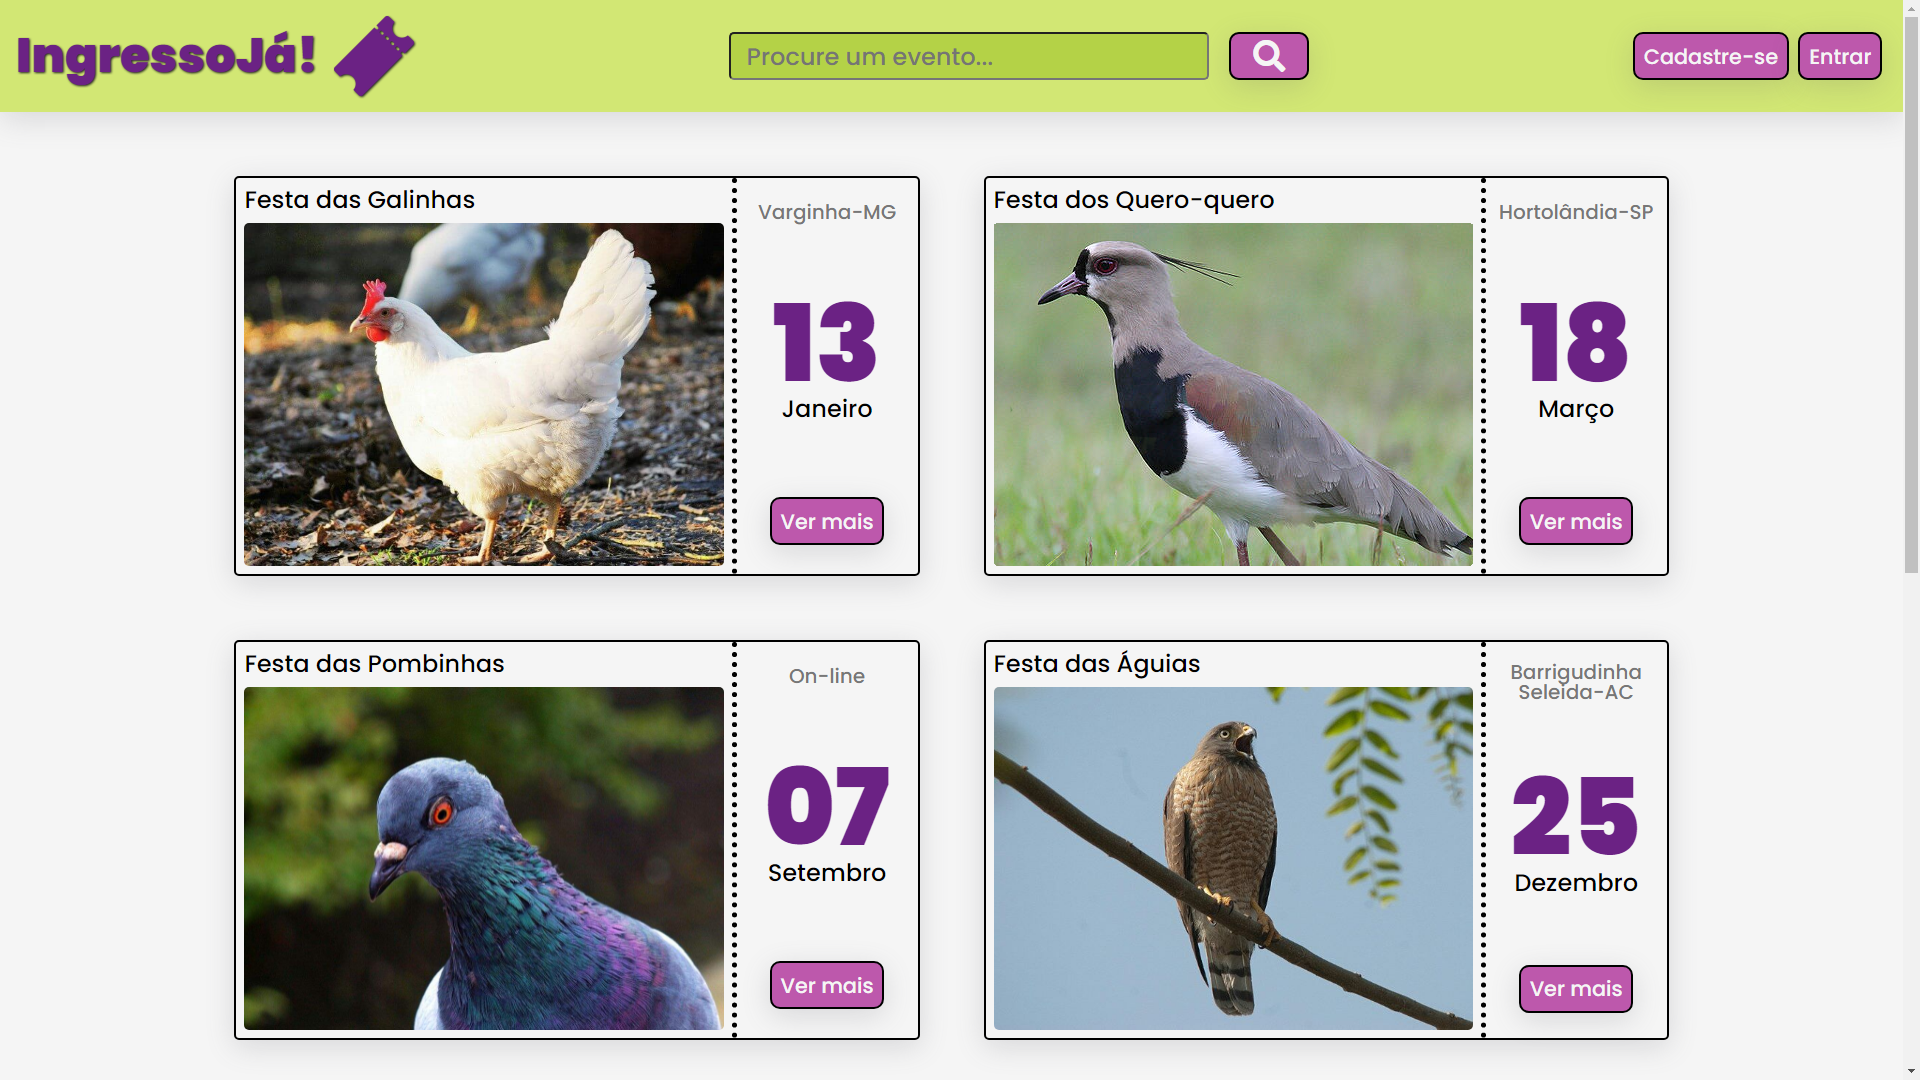 IngressoJá!
Procure um evento...
Cadastre-se
Entrar
Festa das Galinhas
Varginha-MG
13
Janeiro
Ver mais
Festa dos Quero-quero
Hortolândia-SP
18
Março
Ver mais
Festa das Pombinhas
On-line
07
Setembro
Ver mais
Festa das Águias
Barrigudinha
Seleida-AC
25
Dezembro
Ver mais